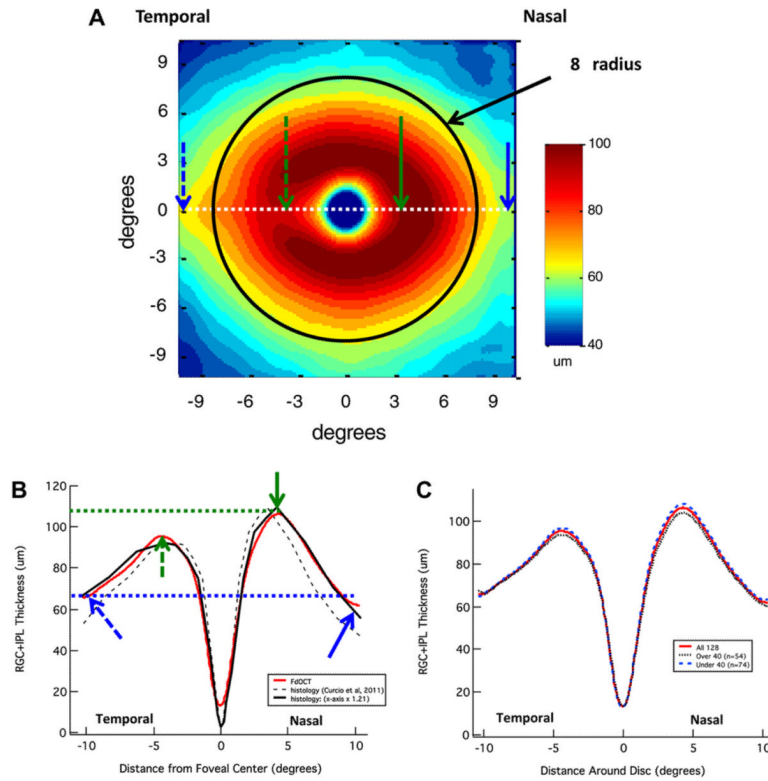 A
Temporal
Nasal
8 radius
9
6
3
0
-3
-6
-9
degrees
-9 -6 -3 0 3 6 9
degrees
100
80
60
40
um
B
120
100
80
60
40
20
0
RGC+IPL Thickness (um)
FdOCT
histology (Curcio et al, 2011)
histology: (x-axis x 1.21)
Temporal
Nasal
-10 -5 0 5 10
Distance from Foveal Center (degrees)
C
100
80
60
40
20
0
RGC+IPL Thickness (um)
All 128
Over 40 (n=54)
Under 40 (n=74)
Temporal
Nasal
-10 -5 0 5 10
Distance Around Disc (degrees)